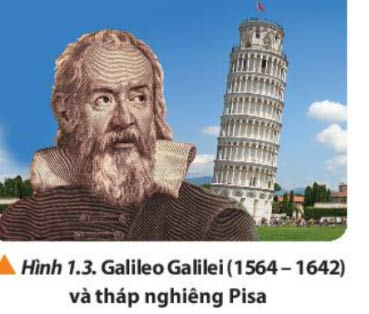 ▲ Hình 1.3. Galileo Galilei (1564 – 1642)
và tháp nghiêng Pisa